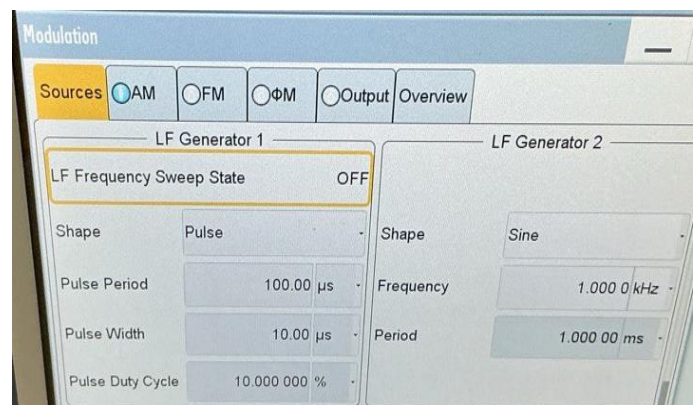 Modulation
Sources AM FM ΦM Output Overview
LF Generator 1
LF Frequency Sweep State OFF
Shape Pulse
Pulse Period 100.00 µs
Pulse Width 10.00 µs
Pulse Duty Cycle 10.000 000 %
LF Generator 2
Shape Sine
Frequency 1.000 0 kHz
Period 1.000 00 ms